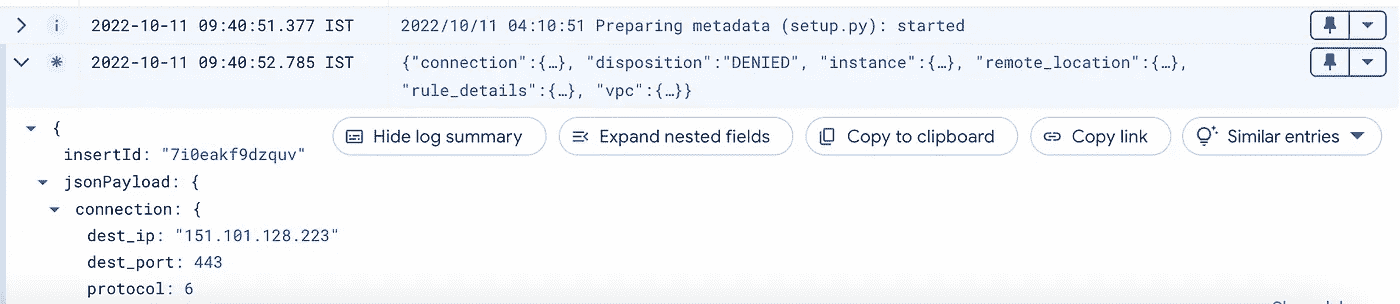 2022-10-11 09:40:51.377 IST 2022/10/11 04:10:51 Preparing metadata (setup.py): started
2022-10-11 09:40:52.785 IST {"connection":{…}, "disposition":"DENIED", "instance":{…}, "remote_location":{…},
"rule_details":{…}, "vpc":{…}}
{
Hide log summary Expand nested fields Copy to clipboard Copy link Similar entries
insertId: "7i0eakf9dzquv"
jsonPayload: {
connection: {
dest_ip: "151.101.128.223"
dest_port: 443
protocol: 6